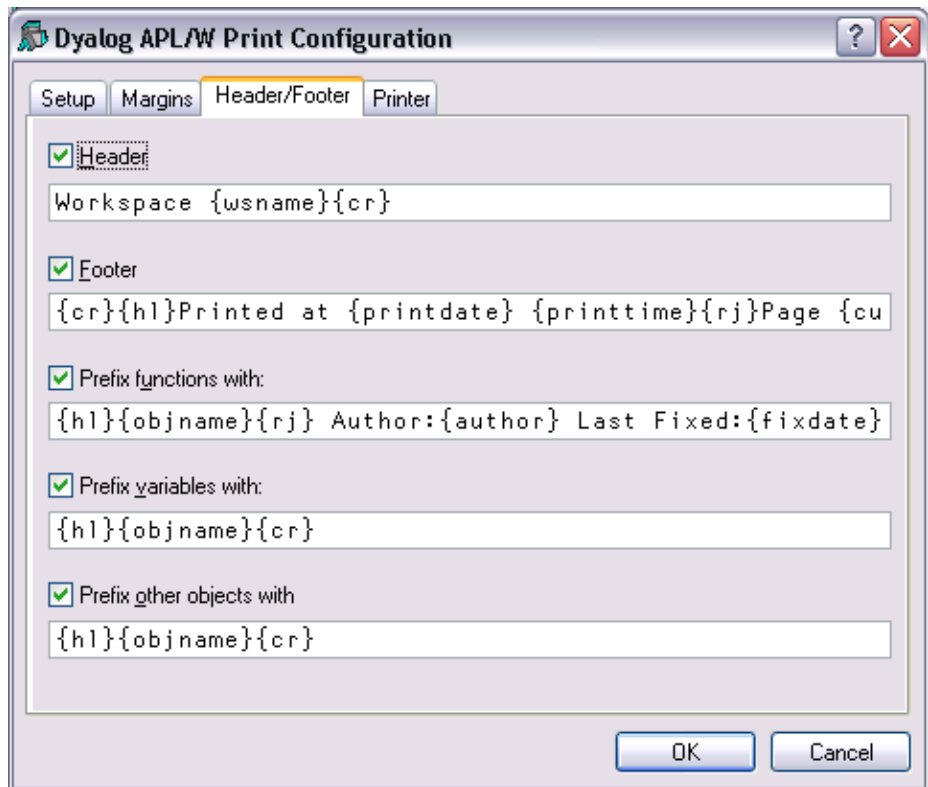 Dyalog APL/W Print Configuration
Setup Margins Header/Footer Printer
Header
Workspace {wsname}{cr}
Footer
{cr}{hl}Printed at {printdate} {printtime}{rj}Page {cu
Prefix functions with:
{hl}{objname}{rj} Author:{author} Last Fixed:{fixdate}
Prefix variables with:
{hl}{objname}{cr}
Prefix other objects with
{hl}{objname}{cr}
OK Cancel